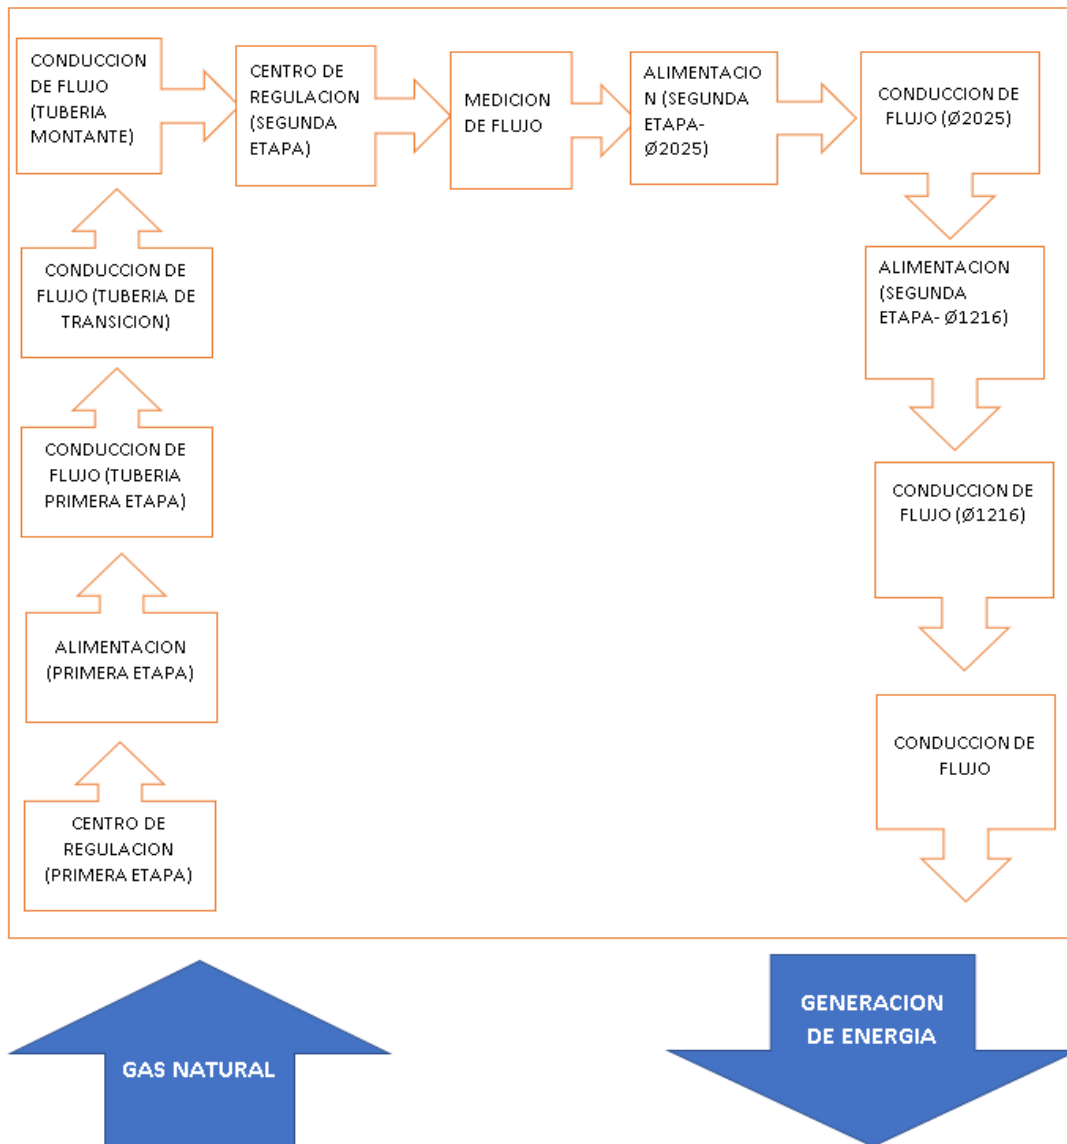 CONDUCCION
DE FLUJO
(TUBERIA
MONTANTE)
CENTRO DE
REGULACION
(SEGUNDA
ETAPA)
MEDICION
DE FLUJO
ALIMENTACIO
N (SEGUNDA
ETAPA-
Ø2025)
CONDUCCION DE
FLUJO (Ø2025)
CONDUCCION DE
FLUJO (TUBERIA DE
TRANSICION)
ALIMENTACION
(SEGUNDA
ETAPA- Ø1216)
CONDUCCION DE
FLUJO (TUBERIA
PRIMERA ETAPA)
CONDUCCION DE
FLUJO (Ø1216)
ALIMENTACION
(PRIMERA ETAPA)
CONDUCCION DE
FLUJO
CENTRO DE
REGULACION
(PRIMERA ETAPA)
GAS NATURAL
GENERACION
DE ENERGIA